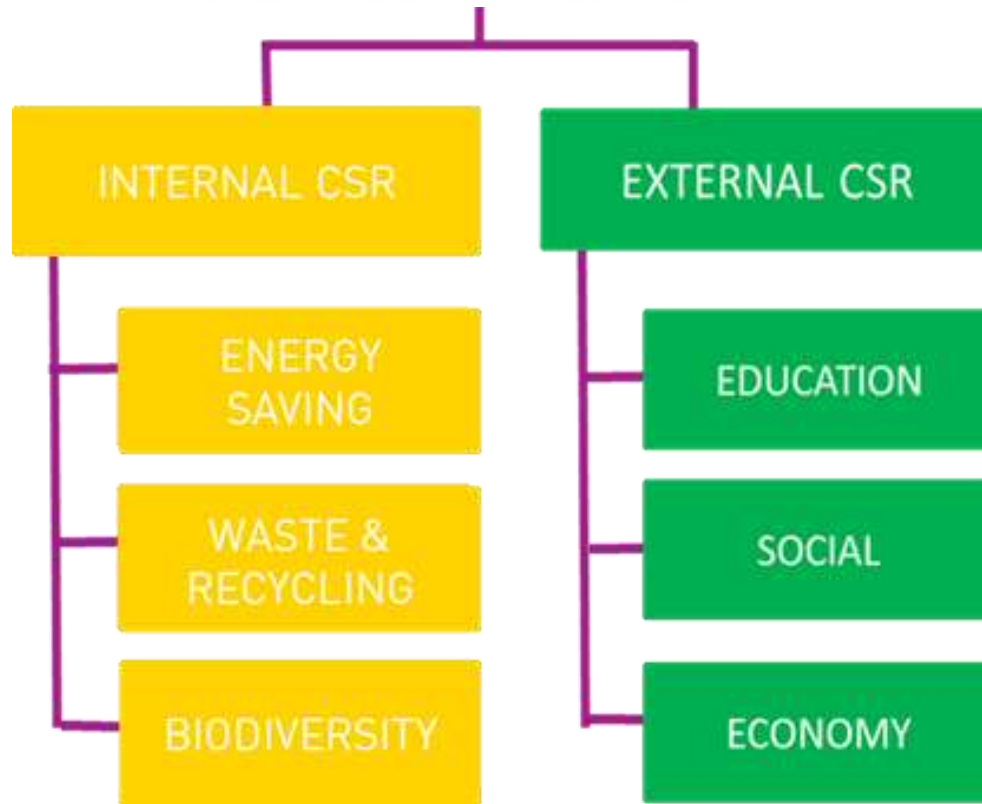 INTERNAL CSR
ENERGY
SAVING
WASTE &
RECYCLING
BIODIVERSITY
EXTERNAL CSR
EDUCATION
SOCIAL
ECONOMY